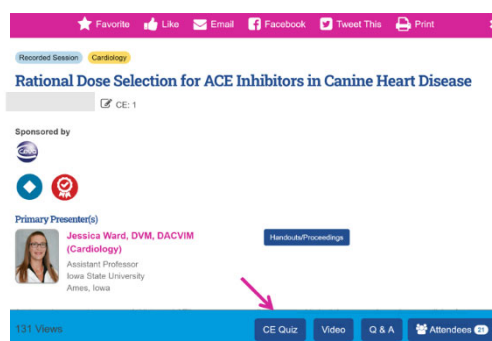 Favorite Like Email Facebook Tweet This Print
Recorded Session Cardiology
Rational Dose Selection for ACE Inhibitors in Canine Heart Disease
CE: 1
Sponsored by
Primary Presenter(s)
Jessica Ward, DVM, DACVIM
(Cardiology)
Handouts/Proceedings
Assistant Professor
Iowa State University
Ames, Iowa
131 Views
CE Quiz Video Q & A Attendees 21